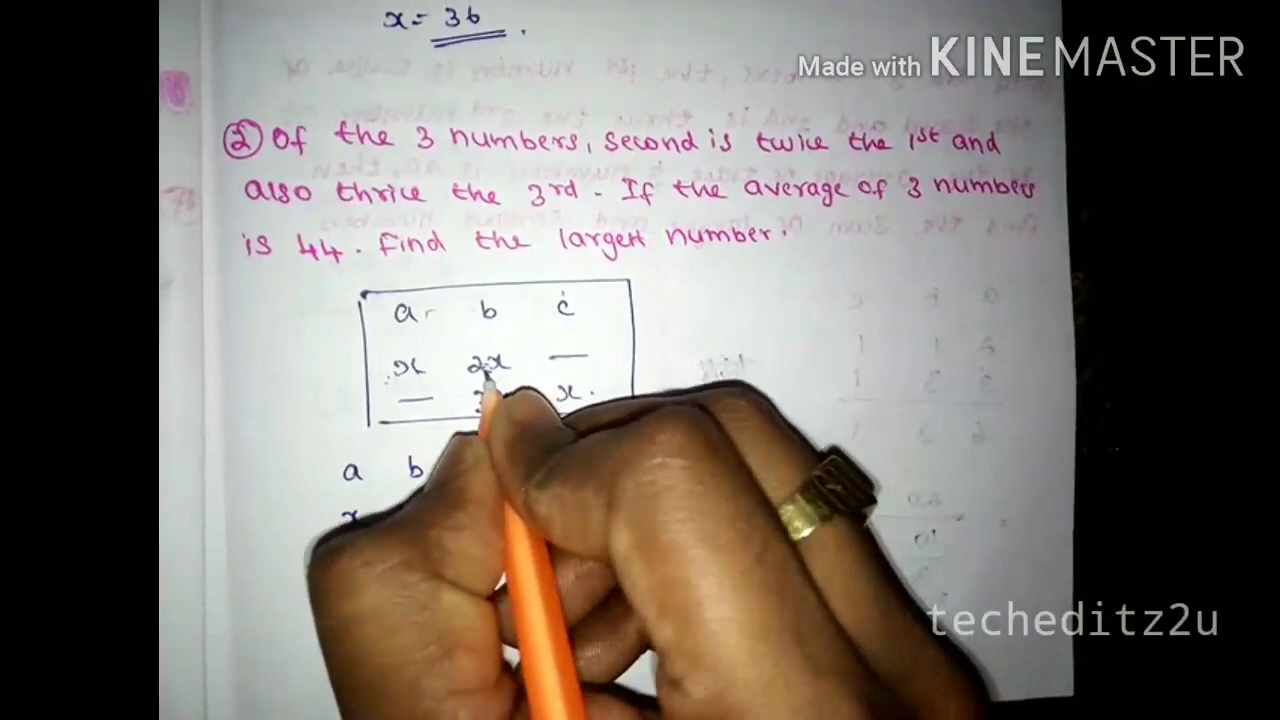 x = 36.
Made with KINEMASTER
② Of the 3 numbers, second is twice the 1st and
also thrice the 3rd. If the average of 3 numbers
is 44. Find the largest number.
a b c
x 2x —
— x.
a b
x
techeditz2u